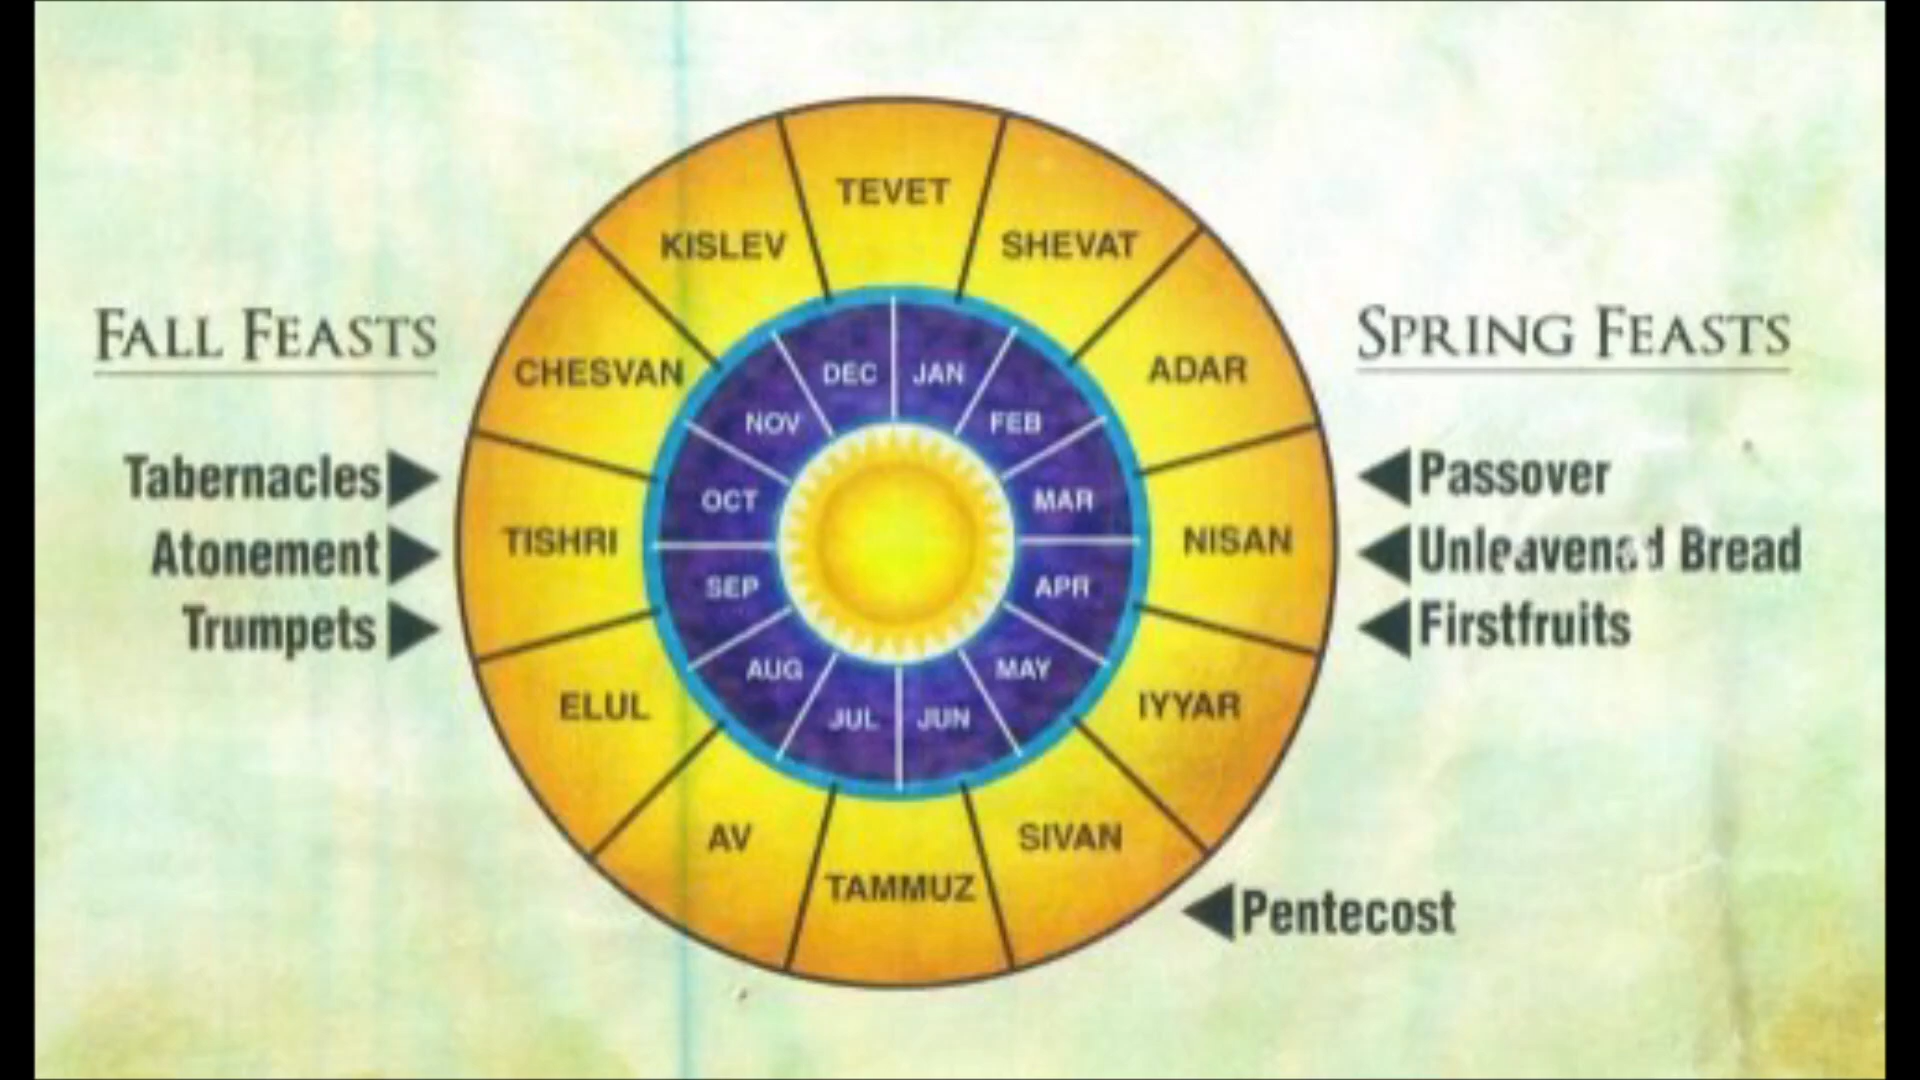 TEVET
KISLEV
SHEVAT
FALL FEASTS
SPRING FEASTS
CHESVAN
DEC
JAN
ADAR
NOV
FEB
Tabernacles
Passover
OCT
MAR
TISHRI
NISAN
Atonement
Unleavened Bread
SEP
APR
Trumpets
Firstfruits
AUG
MAY
ELUL
IYYAR
JUL
JUN
AV
SIVAN
TAMMUZ
Pentecost